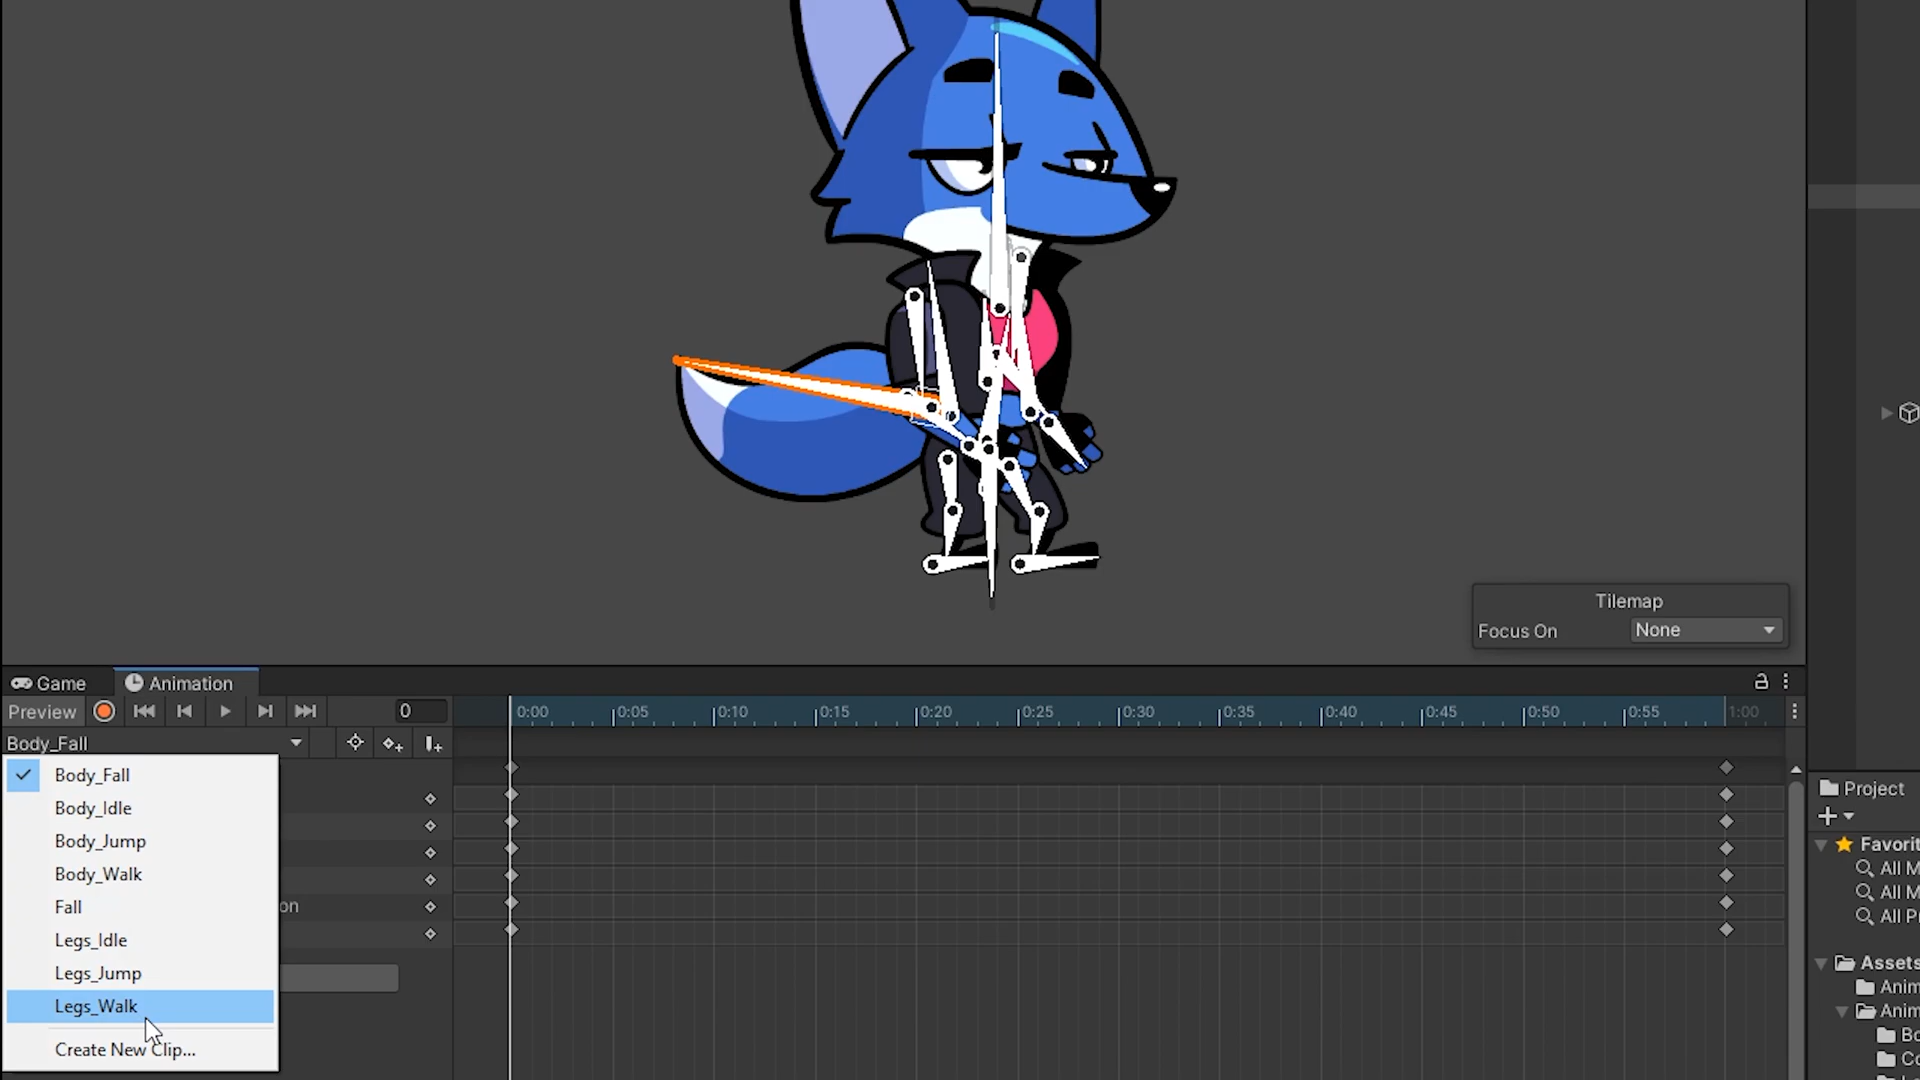 Tilemap
Focus On None
Game Animation
Preview 0 0:00 0:05 0:10 0:15 0:20 0:25 0:30 0:35 0:40 0:45 0:50 0:55 1:00
Body_Fall
Body_Fall
Body_Idle
Body_Jump
Body_Walk
Fall
on
Legs_Idle
Legs_Jump
Legs_Walk
Create New Clip...
Project
Favorit
All M
All M
All P
Assets
Anim
Anim
Bo
Co